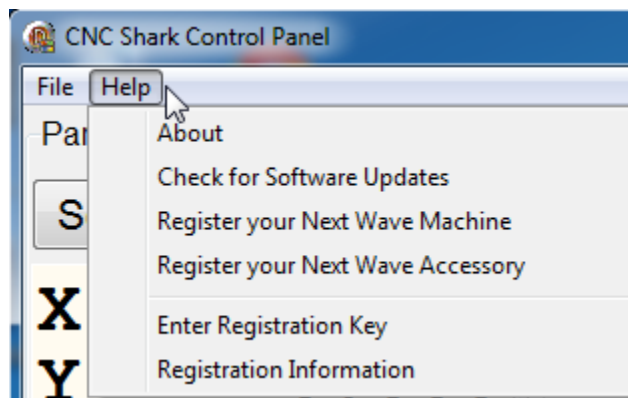 CNC Shark Control Panel
File Help
About
Check for Software Updates
Register your Next Wave Machine
Register your Next Wave Accessory
X
Enter Registration Key
Y
Registration Information